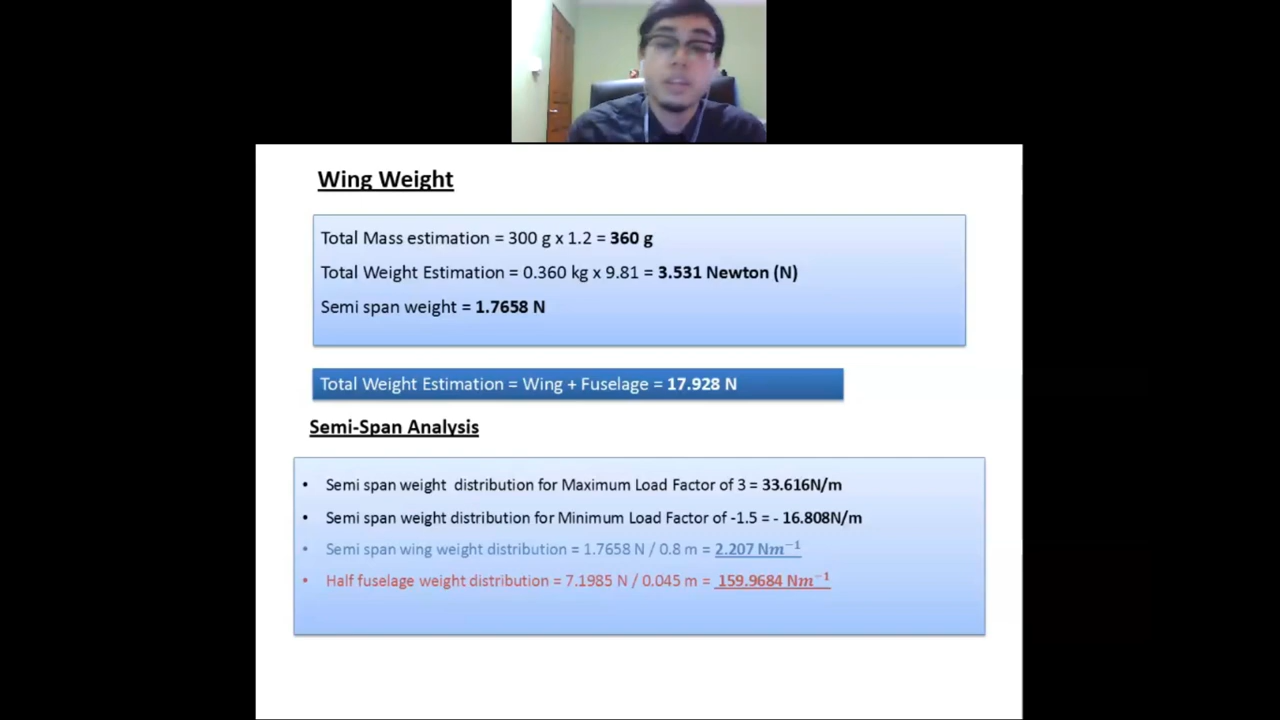 Wing Weight
Total Mass estimation = 300 g x 1.2 = 360 g
Total Weight Estimation = 0.360 kg x 9.81 = 3.531 Newton (N)
Semi span weight = 1.7658 N
Total Weight Estimation = Wing + Fuselage = 17.928 N
Semi-Span Analysis
• Semi span weight distribution for Maximum Load Factor of 3 = 33.616N/m
• Semi span weight distribution for Minimum Load Factor of -1.5 = - 16.808N/m
• Semi span wing weight distribution = 1.7658 N / 0.8 m = 2.207 Nm⁻¹
• Half fuselage weight distribution = 7.1985 N / 0.045 m = 159.9684 Nm⁻¹